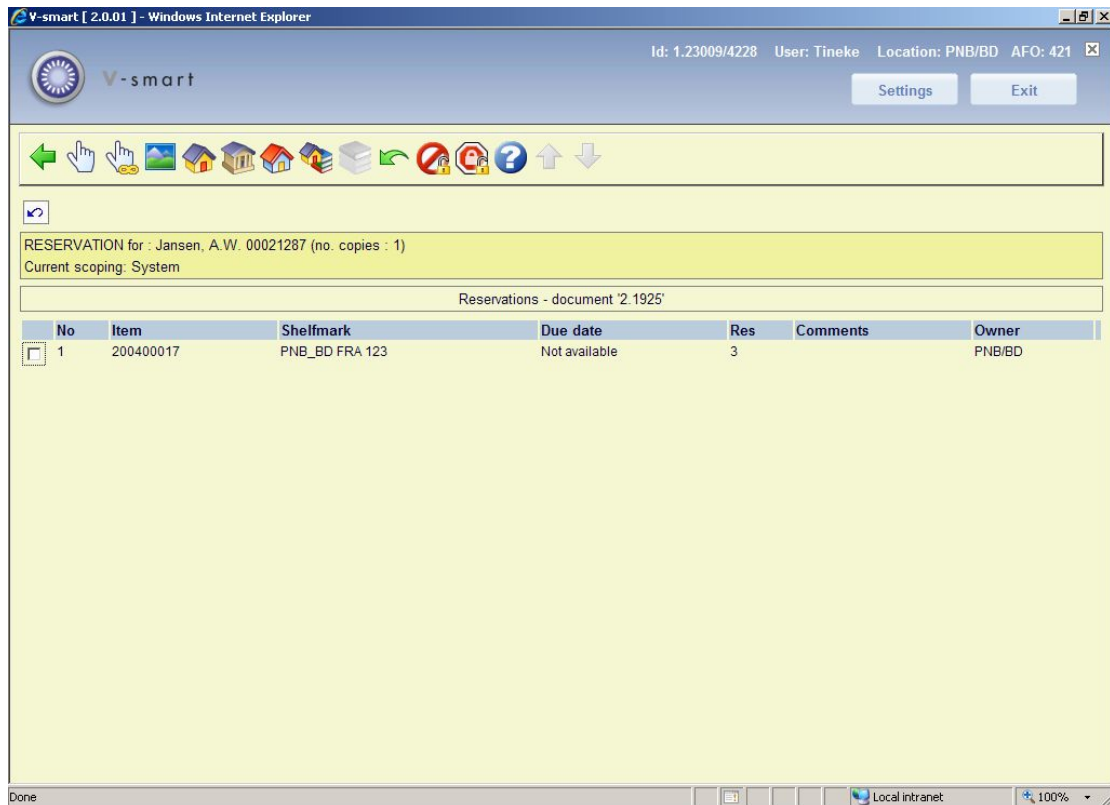 V-smart [ 2.0.01 ] - Windows Internet Explorer
Id: 1.23009/4228 User: Tineke Location: PNB/BD AFO: 421
V-smart
Settings Exit
RESERVATION for : Jansen, A.W. 00021287 (no. copies : 1)
Current scoping: System
Reservations - document '2.1925'
No Item Shelfmark Due date Res Comments Owner
1 200400017 PNB_BD FRA 123 Not available 3 PNB/BD
Done Local intranet 100%